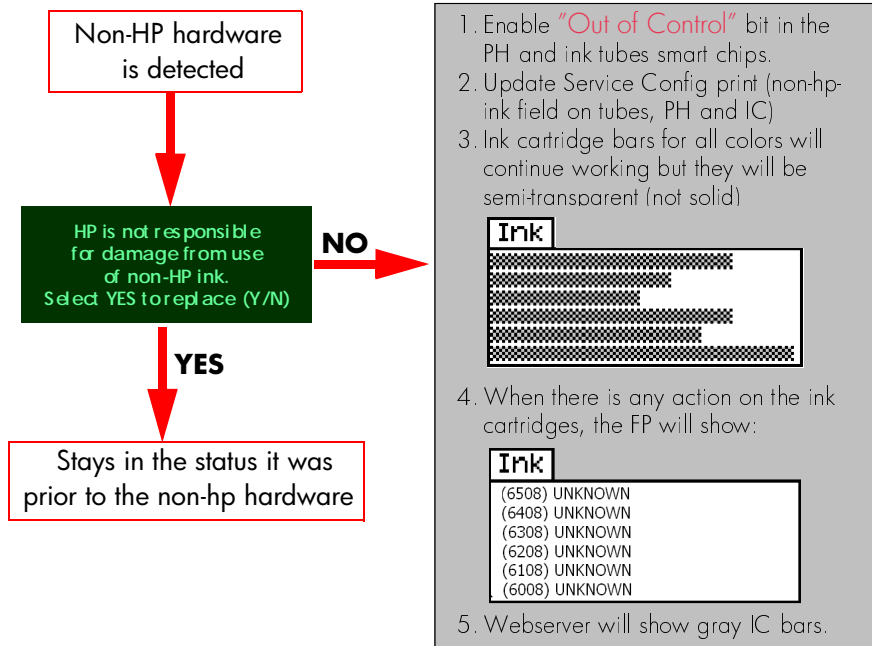 Non-HP hardware
is detected
HP is not responsible
for damage from use
of non-HP ink.
Select YES to replace (Y/N)
NO
YES
Stays in the status it was
prior to the non-hp hardware
1. Enable "Out of Control" bit in the
PH and ink tubes smart chips.
2. Update Service Config print (non-hp-
ink field on tubes, PH and IC)
3. Ink cartridge bars for all colors will
continue working but they will be
semi-transparent (not solid)
Ink
4. When there is any action on the ink
cartridges, the FP will show:
Ink
(6508) UNKNOWN
(6408) UNKNOWN
(6308) UNKNOWN
(6208) UNKNOWN
(6108) UNKNOWN
(6008) UNKNOWN
5. Webserver will show gray IC bars.